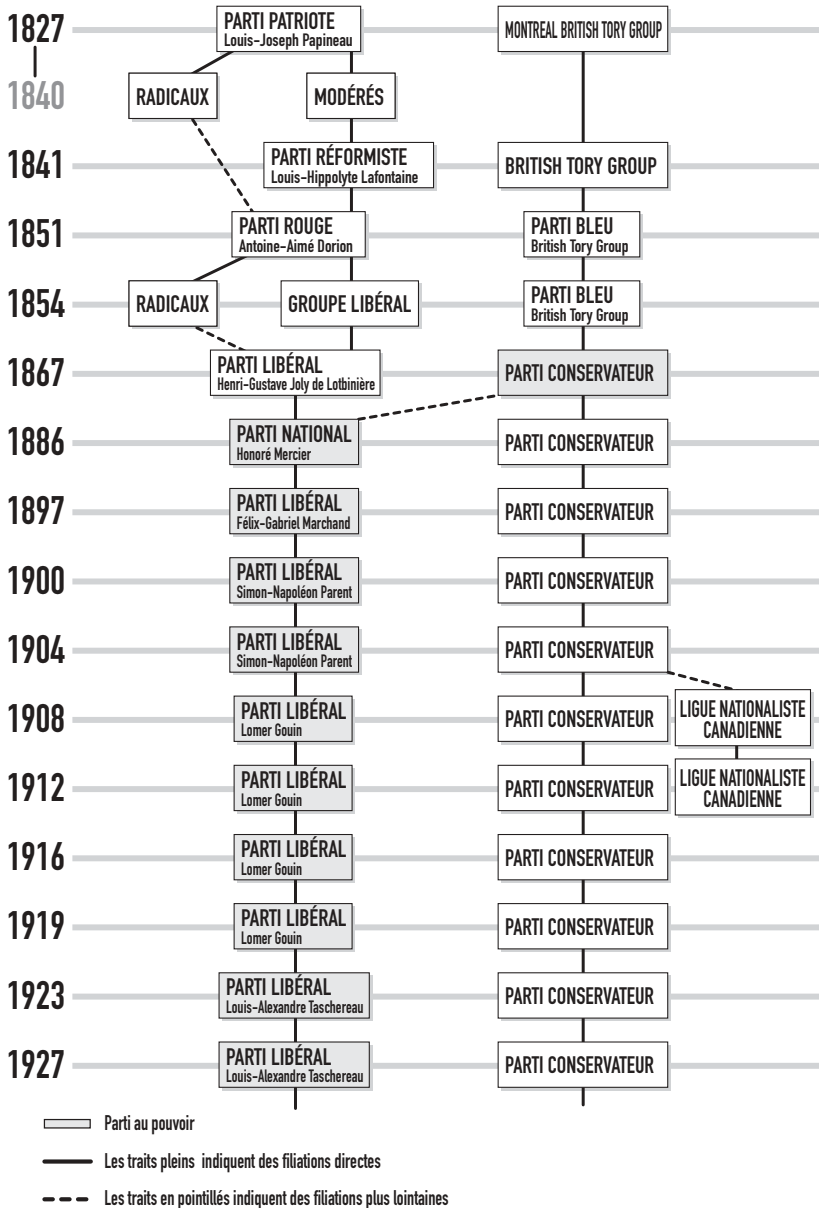 1827
PARTI PATRIOTE
Louis-Joseph Papineau
MONTREAL BRITISH TORY GROUP
1840
RADICAUX
MODÉRÉS
1841
PARTI RÉFORMISTE
Louis-Hippolyte Lafontaine
BRITISH TORY GROUP
1851
PARTI ROUGE
Antoine-Aimé Dorion
PARTI BLEU
British Tory Group
1854
RADICAUX
GROUPE LIBÉRAL
PARTI BLEU
British Tory Group
1867
PARTI LIBÉRAL
Henri-Gustave Joly de Lotbinière
PARTI CONSERVATEUR
1886
PARTI NATIONAL
Honoré Mercier
PARTI CONSERVATEUR
1897
PARTI LIBÉRAL
Félix-Gabriel Marchand
PARTI CONSERVATEUR
1900
PARTI LIBÉRAL
Simon-Napoléon Parent
PARTI CONSERVATEUR
1904
PARTI LIBÉRAL
Simon-Napoléon Parent
PARTI CONSERVATEUR
1908
PARTI LIBÉRAL
Lomer Gouin
PARTI CONSERVATEUR
LIGUE NATIONALISTE
CANADIENNE
1912
PARTI LIBÉRAL
Lomer Gouin
PARTI CONSERVATEUR
LIGUE NATIONALISTE
CANADIENNE
1916
PARTI LIBÉRAL
Lomer Gouin
PARTI CONSERVATEUR
1919
PARTI LIBÉRAL
Lomer Gouin
PARTI CONSERVATEUR
1923
PARTI LIBÉRAL
Louis-Alexandre Taschereau
PARTI CONSERVATEUR
1927
PARTI LIBÉRAL
Louis-Alexandre Taschereau
PARTI CONSERVATEUR
Parti au pouvoir
Les traits pleins indiquent des filiations directes
Les traits en pointillés indiquent des filiations plus lointaines